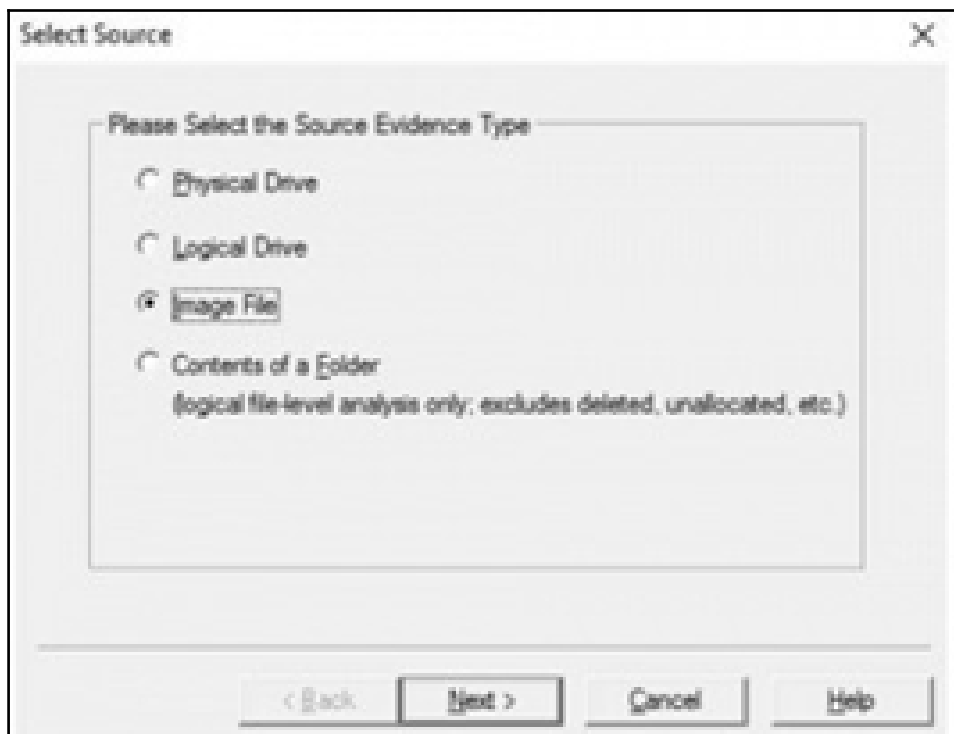 Select Source
Please Select the Source Evidence Type
Physical Drive
Logical Drive
Image File
Contents of a Folder
(logical file-level analysis only; excludes deleted, unallocated, etc.)
< Back
Next >
Cancel
Help